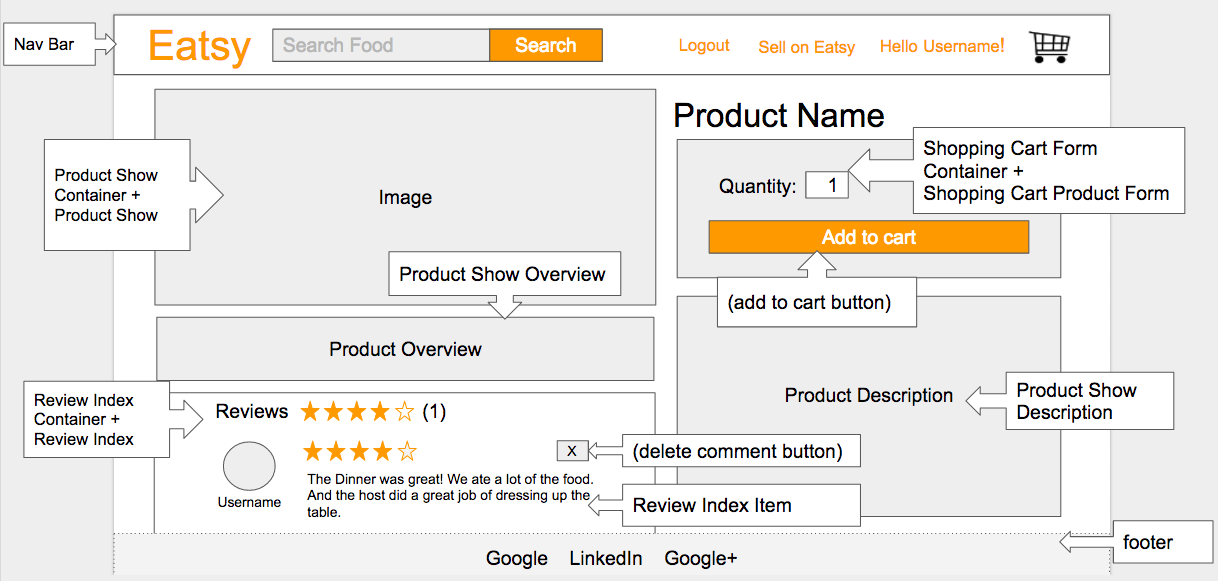 Nav Bar
Eatsy
Search Food
Search
Logout
Sell on Eatsy
Hello Username!
Product Name
Product Show
Container +
Product Show
Image
Shopping Cart Form
Container +
Shopping Cart Product Form
Quantity:
1
Add to cart
Product Show Overview
(add to cart button)
Product Overview
Product Description
Product Show
Description
Review Index
Container +
Review Index
Reviews ★★★★☆ (1)
★★★★☆
X
(delete comment button)
The Dinner was great! We ate a lot of the food.
And the host did a great job of dressing up the
table.
Username
Review Index Item
footer
Google LinkedIn Google+